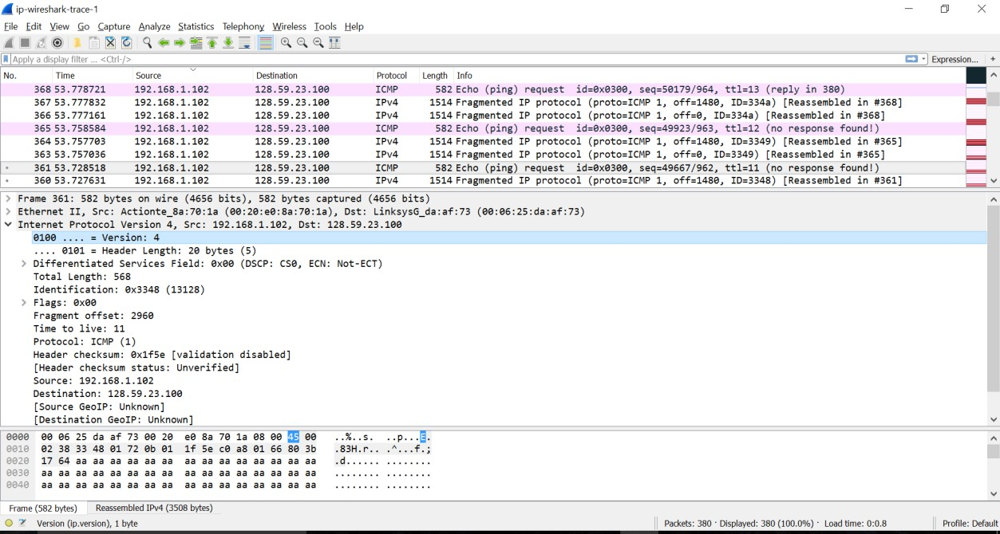 ip-wireshark-trace-1
File Edit View Go Capture Analyze Statistics Telephony Wireless Tools Help
Apply a display filter ... <Ctrl-/> Expression... +
No. Time Source Destination Protocol Length Info
368 53.778721 192.168.1.102 128.59.23.100 ICMP 582 Echo (ping) request id=0x0300, seq=50179/964, ttl=13 (reply in 380)
367 53.777832 192.168.1.102 128.59.23.100 IPv4 1514 Fragmented IP protocol (proto=ICMP 1, off=1480, ID=334a) [Reassembled in #368]
366 53.777161 192.168.1.102 128.59.23.100 IPv4 1514 Fragmented IP protocol (proto=ICMP 1, off=0, ID=334a) [Reassembled in #368]
365 53.758584 192.168.1.102 128.59.23.100 ICMP 582 Echo (ping) request id=0x0300, seq=49923/963, ttl=12 (no response found!)
364 53.757703 192.168.1.102 128.59.23.100 IPv4 1514 Fragmented IP protocol (proto=ICMP 1, off=1480, ID=3349) [Reassembled in #365]
363 53.757036 192.168.1.102 128.59.23.100 IPv4 1514 Fragmented IP protocol (proto=ICMP 1, off=0, ID=3349) [Reassembled in #365]
361 53.728518 192.168.1.102 128.59.23.100 ICMP 582 Echo (ping) request id=0x0300, seq=49667/962, ttl=11 (no response found!)
360 53.727631 192.168.1.102 128.59.23.100 IPv4 1514 Fragmented IP protocol (proto=ICMP 1, off=1480, ID=3348) [Reassembled in #361]
Frame 361: 582 bytes on wire (4656 bits), 582 bytes captured (4656 bits)
Ethernet II, Src: Actionte_8a:70:1a (00:20:e0:8a:70:1a), Dst: LinksysG_da:af:73 (00:06:25:da:af:73)
Internet Protocol Version 4, Src: 192.168.1.102, Dst: 128.59.23.100
0100 .... = Version: 4
.... 0101 = Header Length: 20 bytes (5)
Differentiated Services Field: 0x00 (DSCP: CS0, ECN: Not-ECT)
Total Length: 568
Identification: 0x3348 (13128)
Flags: 0x00
Fragment offset: 2960
Time to live: 11
Protocol: ICMP (1)
Header checksum: 0x1f5e [validation disabled]
[Header checksum status: Unverified]
Source: 192.168.1.102
Destination: 128.59.23.100
[Source GeoIP: Unknown]
[Destination GeoIP: Unknown]
0000 00 06 25 da af 73 00 20 e0 8a 70 1a 08 00 45 00 ..%..s. ..p...E.
0010 02 38 33 48 01 72 0b 01 1f 5e c0 a8 01 66 80 3b .83H.r.. .^...f.;
0020 17 64 aa aa aa aa aa aa aa aa aa aa aa aa aa aa .d...... ........
0030 aa aa aa aa aa aa aa aa aa aa aa aa aa aa aa aa ........ ........
0040 aa aa aa aa aa aa aa aa aa aa aa aa aa aa aa aa ........ ........
Frame (582 bytes) Reassembled IPv4 (3508 bytes)
Version (ip.version), 1 byte Packets: 380 · Displayed: 380 (100.0%) · Load time: 0:0.8 Profile: Default